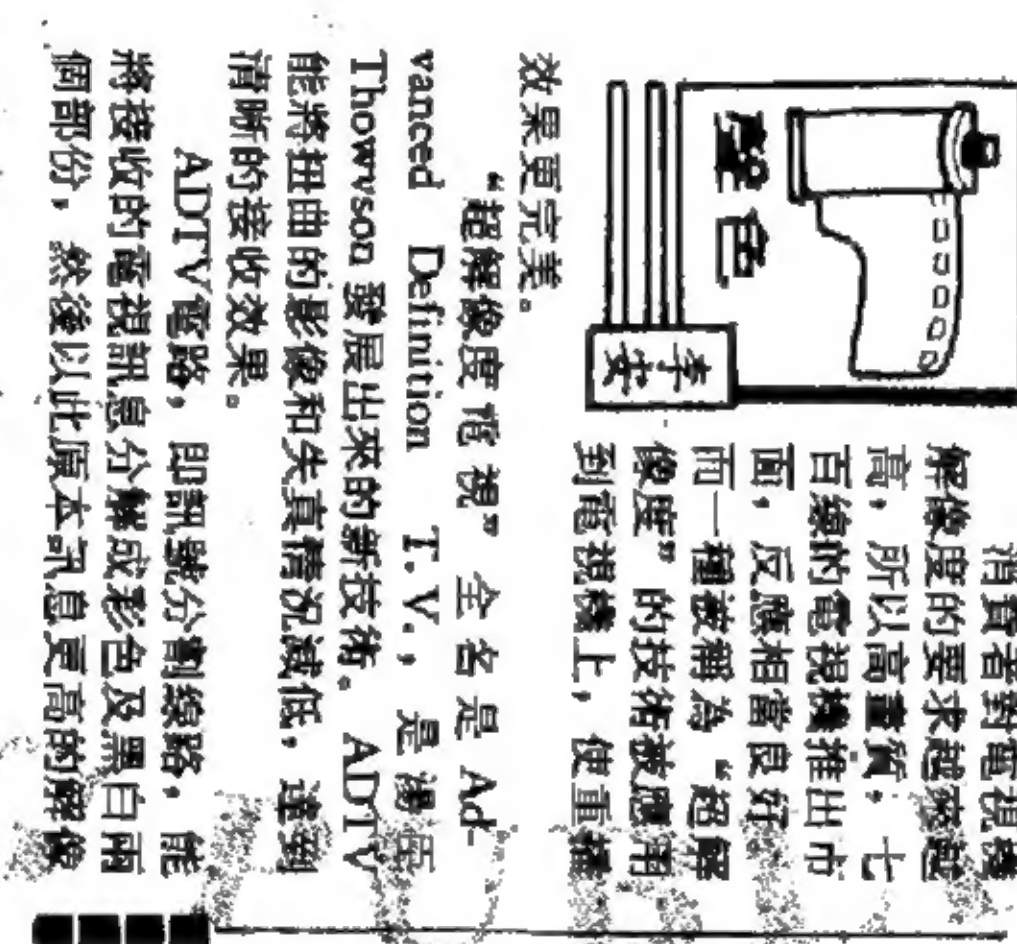 聲色
李安
消費者對電視機
解像度的要求越來越
高，所以高畫質，七
百線的電視機推出市
面，反應相當良好，
而一種被稱為“超解
像度”的技術被應用
到電視機上，使重播
效果更完美。
“超解像度電視” 全名是 Ad-
vanced Definition T.V.，是
Thowvson 發展出來的新技術。ADTV
能將扭曲的影像和失真情況減低，達到
清晰的接收效果。
ADTV電路，即訊號分割線路，能
將接收的電視訊息分解成彩色及黑白兩
個部份，然後以此原本訊息更高的解像